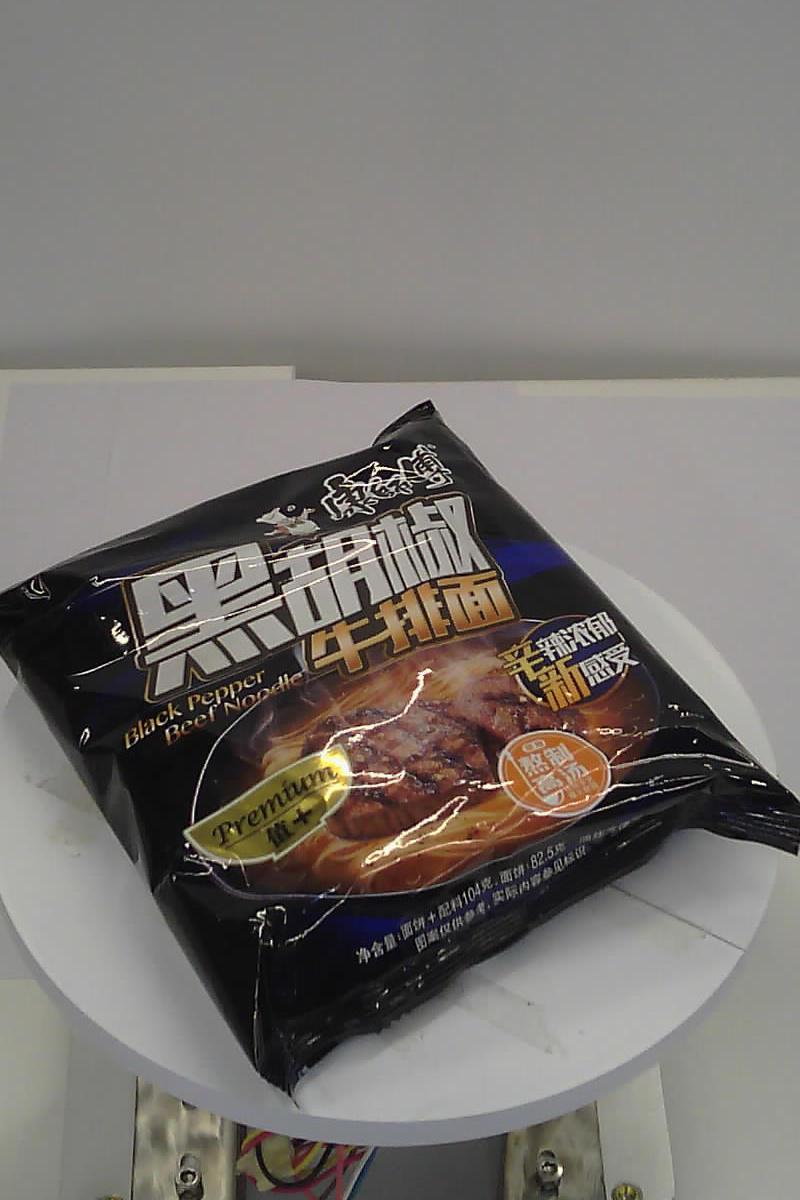 康師傅
黑胡椒
牛排面
Black Pepper
Beef Noodle
辛辣浓郁
新感受
Premium
值+
熬制
高汤
净含量:面饼+配料104克,面饼:82.5克
图案仅供参考,实际内容参见标识